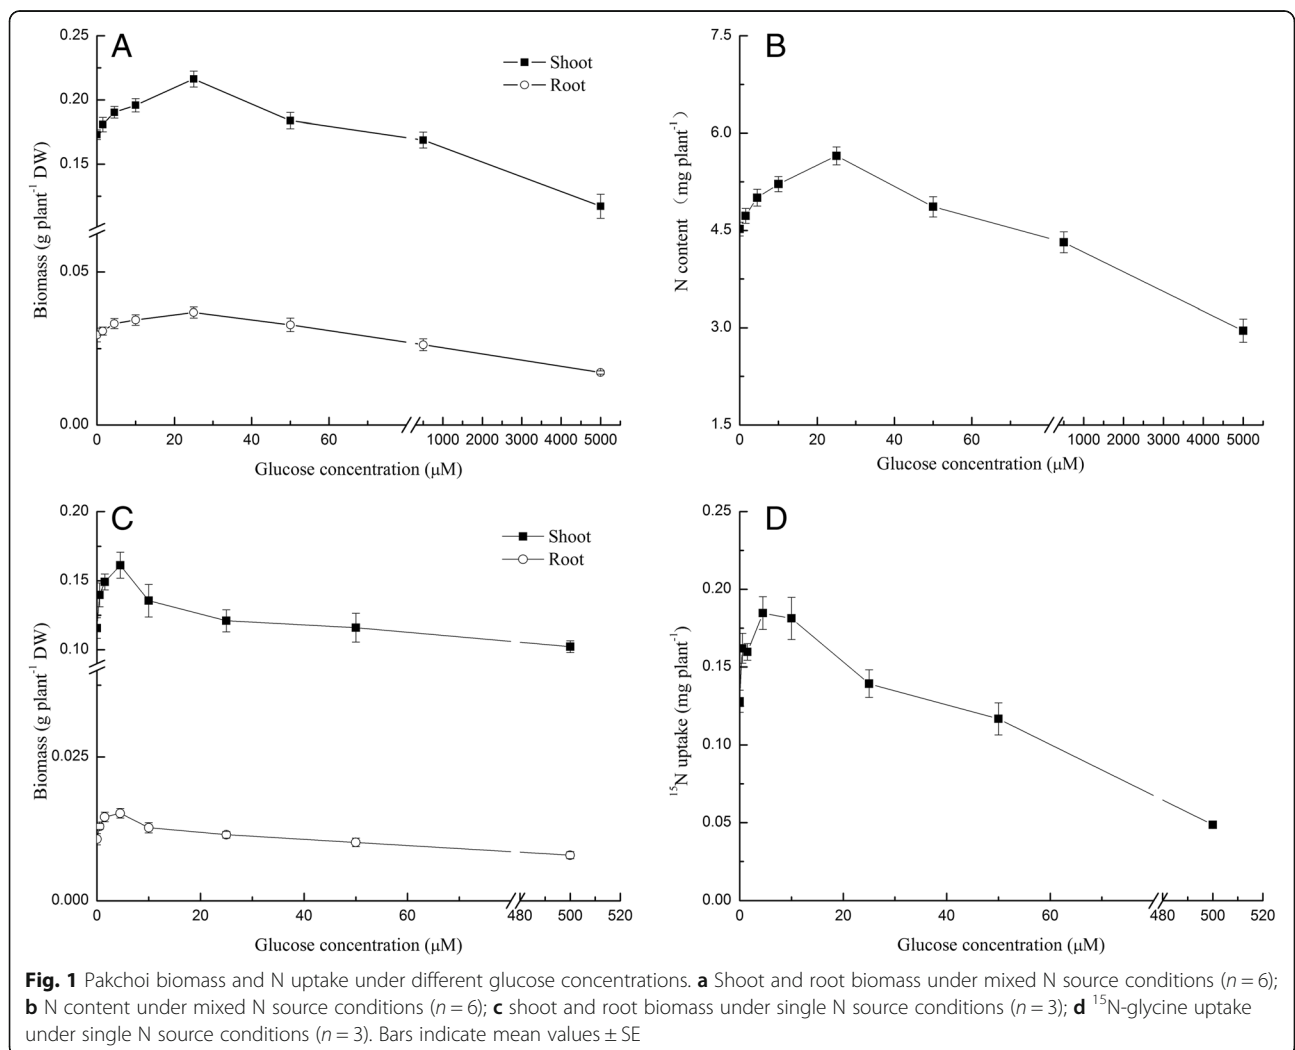 A
Shoot
Root
0.25
0.20
0.15
0.05
0.00
Biomass (g plant⁻¹ DW)
0 20 40 60 1000 2000 3000 4000 5000
Glucose concentration (μM)
B
7.5
6.0
4.5
3.0
1.5
N content （mg plant⁻¹)
0 20 40 60 1000 2000 3000 4000 5000
Glucose concentration (μM)
C
Shoot
Root
0.20
0.15
0.10
0.025
0.000
Biomass (g plant⁻¹ DW)
0 20 40 60 480 500 520
Glucose concentration (μM)
D
0.25
0.20
0.15
0.10
0.05
0.00
¹⁵N uptake (mg plant⁻¹)
0 20 40 60 480 500 520
Glucose concentration (μM)
Fig. 1 Pakchoi biomass and N uptake under different glucose concentrations. a Shoot and root biomass under mixed N source conditions (n = 6);
b N content under mixed N source conditions (n = 6); c shoot and root biomass under single N source conditions (n = 3); d ¹⁵N-glycine uptake
under single N source conditions (n = 3). Bars indicate mean values ± SE